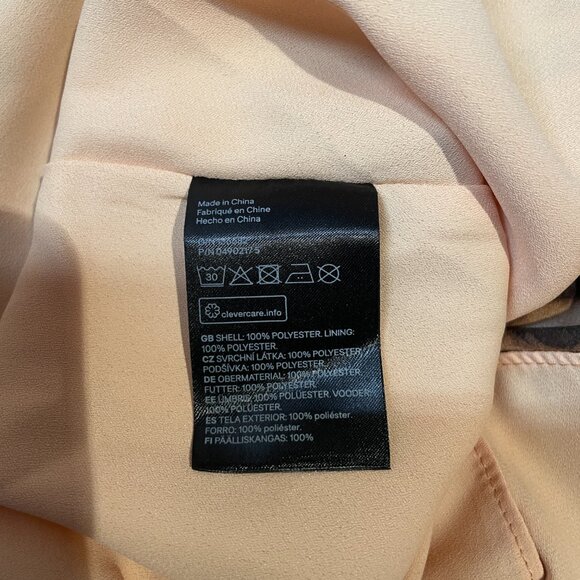 Made in China
Fabriqué en Chine
Hecho en China
P/N 0490217 5
30
clevercare.info
GB SHELL: 100% POLYESTER. LINING:
100% POLYESTER.
CZ SVRCHNÍ LÁTKA: 100% POLYESTER.
PODŠÍVKA: 100% POLYESTER.
DE OBERMATERIAL: 100% POLYESTER.
FUTTER: 100% POLYESTER.
EE ÜMBRIS: 100% POLÜESTER. VOODER:
100% POLÜESTER.
ES TELA EXTERIOR: 100% poliéster.
FORRO: 100% poliéster.
FI PÄÄLLISKANGAS: 100%